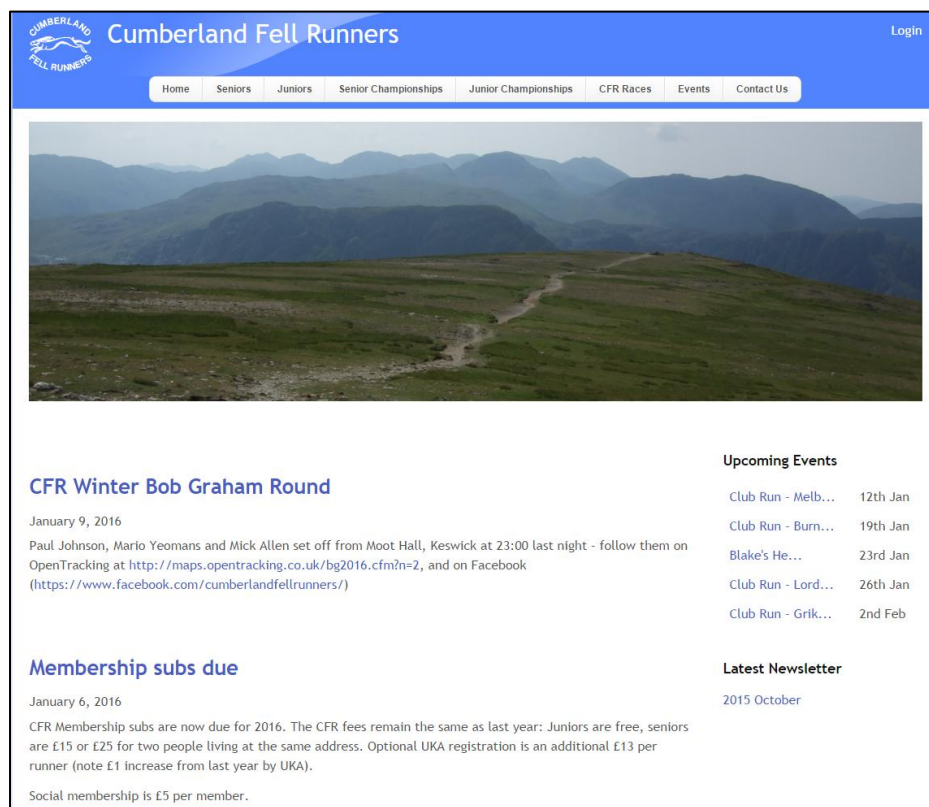 CUMBERLAND
FELL RUNNERS
Cumberland Fell Runners
Login
Home
Seniors
Juniors
Senior Championships
Junior Championships
CFR Races
Events
Contact Us
CFR Winter Bob Graham Round
January 9, 2016
Paul Johnson, Mario Yeomans and Mick Allen set off from Moot Hall, Keswick at 23:00 last night - follow them on
OpenTracking at http://maps.opentracking.co.uk/bg2016.cfm?n=2, and on Facebook
(https://www.facebook.com/cumberlandfellrunners/)
Membership subs due
January 6, 2016
CFR Membership subs are now due for 2016. The CFR fees remain the same as last year: Juniors are free, seniors
are £15 or £25 for two people living at the same address. Optional UKA registration is an additional £13 per
runner (note £1 increase from last year by UKA).
Social membership is £5 per member.
Upcoming Events
Club Run - Melb... 12th Jan
Club Run - Burn... 19th Jan
Blake's He... 23rd Jan
Club Run - Lord... 26th Jan
Club Run - Grik... 2nd Feb
Latest Newsletter
2015 October